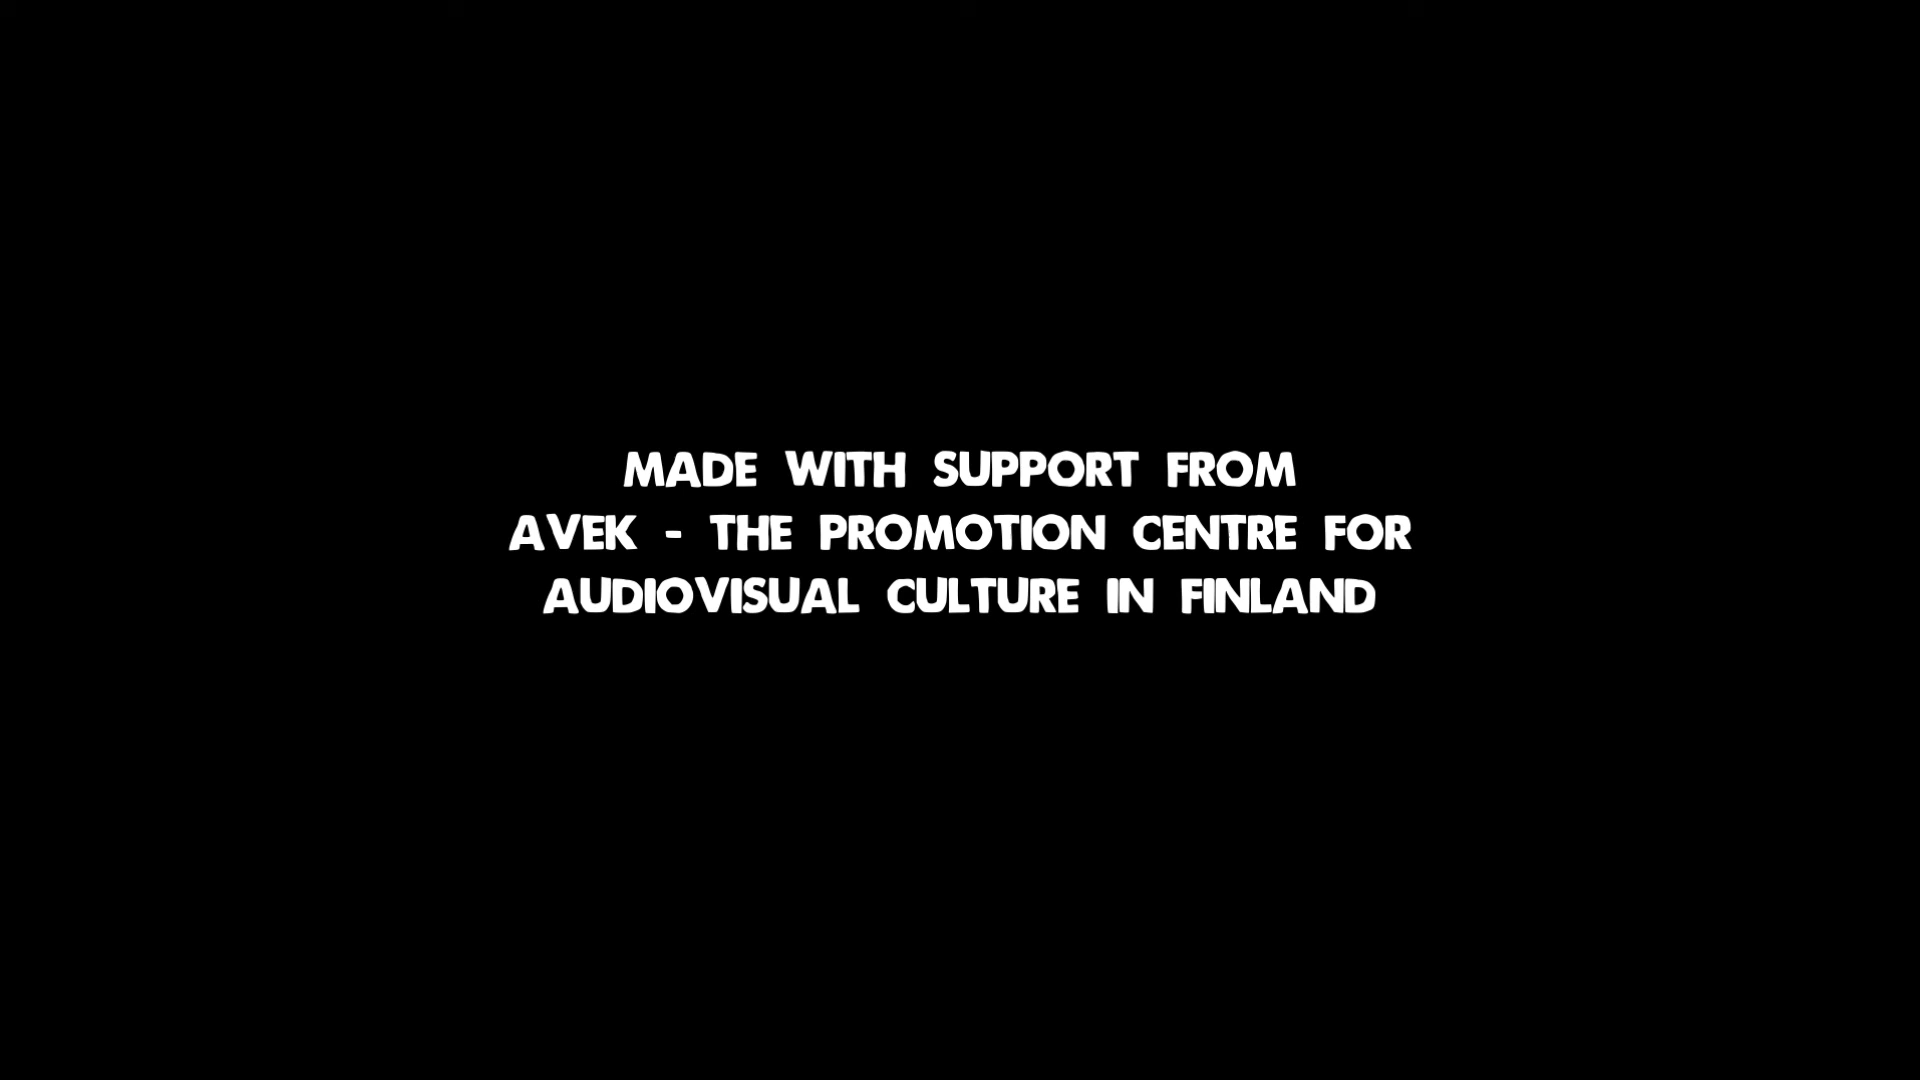 MADE WITH SUPPORT FROM
AVEK - THE PROMOTION CENTRE FOR
AUDIOVISUAL CULTURE IN FINLAND